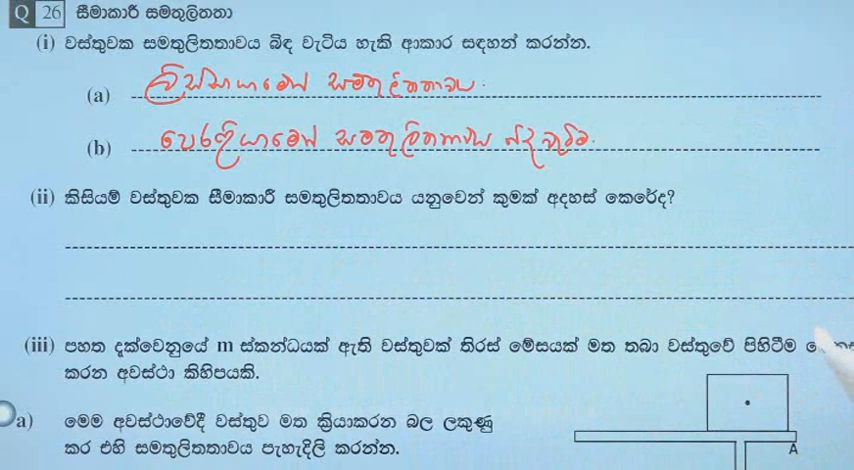 Q 26 සීමාකාරී සමතුලිතතා
(i) වස්තුවක සමතුලිතතාවය බිඳ වැටිය හැකි ආකාර සඳහන් කරන්න.
(a) විස්ථාපනයෙන් සමතුලිතතාවය.
(b) පෙරළීයාමෙන් සමතුලිතතාවය බිඳ වැටීම.
(ii) කිසියම් වස්තුවක සීමාකාරී සමතුලිතතාවය යනුවෙන් කුමක් අදහස් කෙරේද?
(iii) පහත දැක්වෙනුයේ m ස්කන්ධයක් ඇති වස්තුවක් තිරස් මේසයක් මත තබා වස්තුවේ පිහිටීම
කරන අවස්ථා කිහිපයකි.
a) මෙම අවස්ථාවේදී වස්තුව මත ක්‍රියාකරන බල ලකුණු
කර එහි සමතුලිතතාවය පැහැදිලි කරන්න.
A